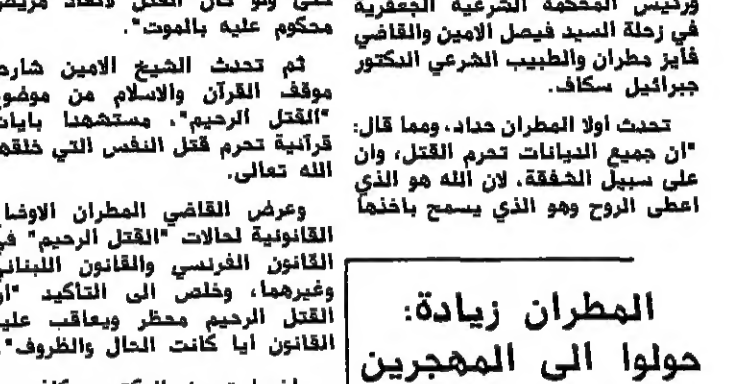 ورئيس المحكمة الشرعية الجعفرية
في زحلة السيد فيصل الامين والقاضي
فايز مطران والطبيب الشرعي الدكتور
جبرائيل سكاف.
تحدث أولا المطران حداد، ومما قال:
"ان جميع الديانات تحرم القتل، وان
على سبيل الشفقة، لان الله هو الذي
اعطى الروح وهو الذي يسمح باخذها
المطران زيادة:
حولوا الى المهجرين
حتى ولو كان القتل لانقاذ مريض
محكوم عليه بالموت".
ثم تحدث الشيخ الامين شارحا
موقف القرآن والاسلام من موضوع
"القتل الرحيم"، مستشهدا بايات
قرآنية تحرم قتل النفس التي خلقها
الله تعالى.
وعرض القاضي المطران الاوضاع
القانونية لحالات "القتل الرحيم" في
القانون الفرنسي والقانون اللبناني
وغيرهما، وخلص الى التأكيد "ان
القتل الرحيم محظر ويعاقب عليه
القانون ايا كانت الحال والظروف".